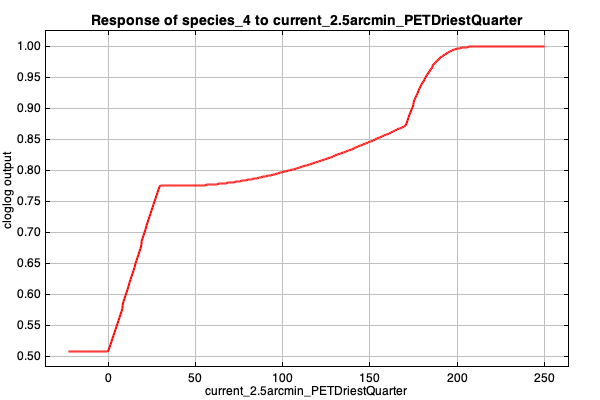 Response of species_4 to current_2.5arcmin_PETDriestQuarter
1.00
0.95
0.90
0.85
0.80
0.75
0.70
0.65
0.60
0.55
0.50
cloglog output
0 50 100 150 200 250
current_2.5arcmin_PETDriestQuarter